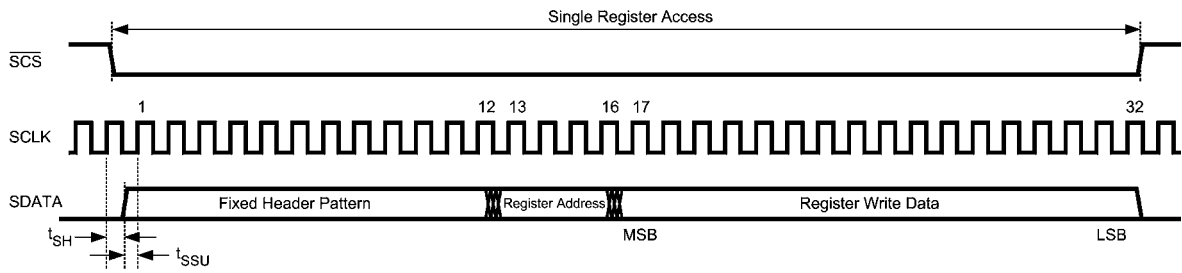 Single Register Access
SCS
1 12 13 16 17 32
SCLK
SDATA Fixed Header Pattern Register Address Register Write Data
tSH MSB LSB
tSSU